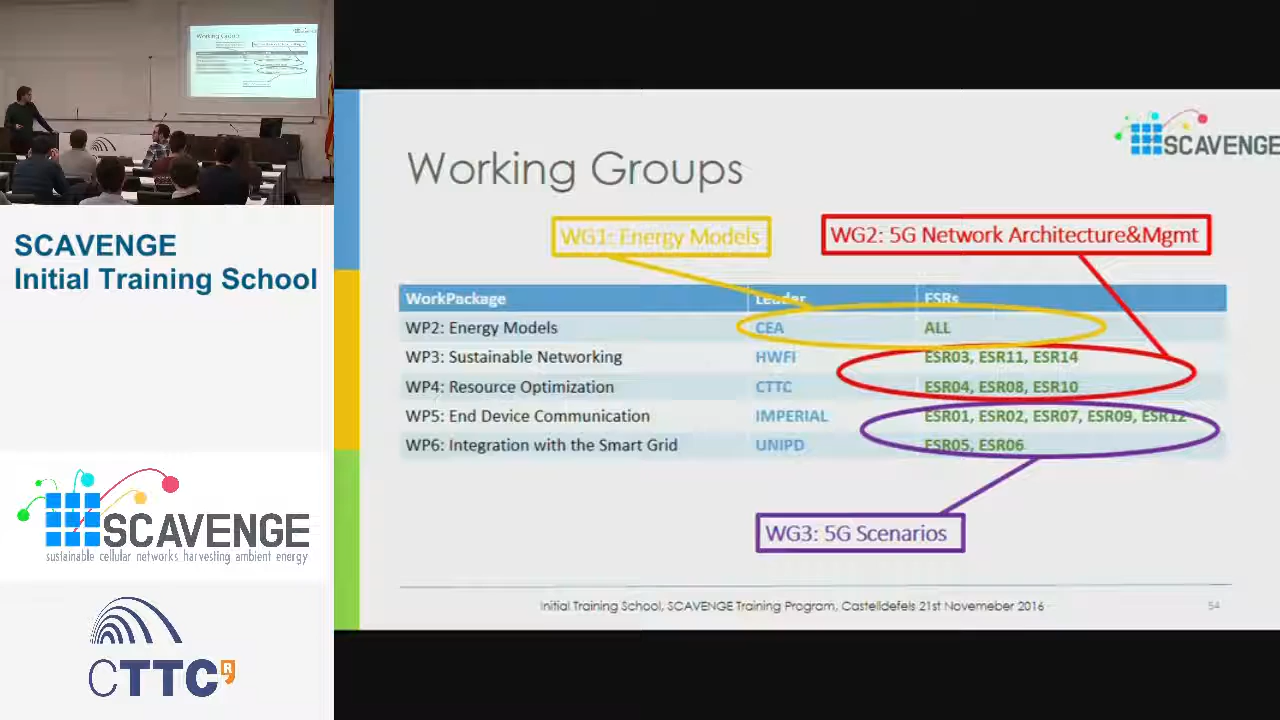 Working Groups
SCAVENGE
Initial Training School
SCAVENGE
sustainable cellular networks harvesting ambient energy
CTTC R
SCAVENGE
Working Groups
WG1: Energy Models
WG2: 5G Network Architecture&Mgmt
WorkPackage Leader ESRs
WP2: Energy Models CEA ALL
WP3: Sustainable Networking HWFI ESR03, ESR11, ESR14
WP4: Resource Optimization CTTC ESR04, ESR08, ESR10
WP5: End Device Communication IMPERIAL ESR01, ESR02, ESR07, ESR09, ESR12
WP6: Integration with the Smart Grid UNIPD ESR05, ESR06
WG3: 5G Scenarios
Initial Training School, SCAVENGE Training Program, Castelldefels 21st Novemeber 2016
54